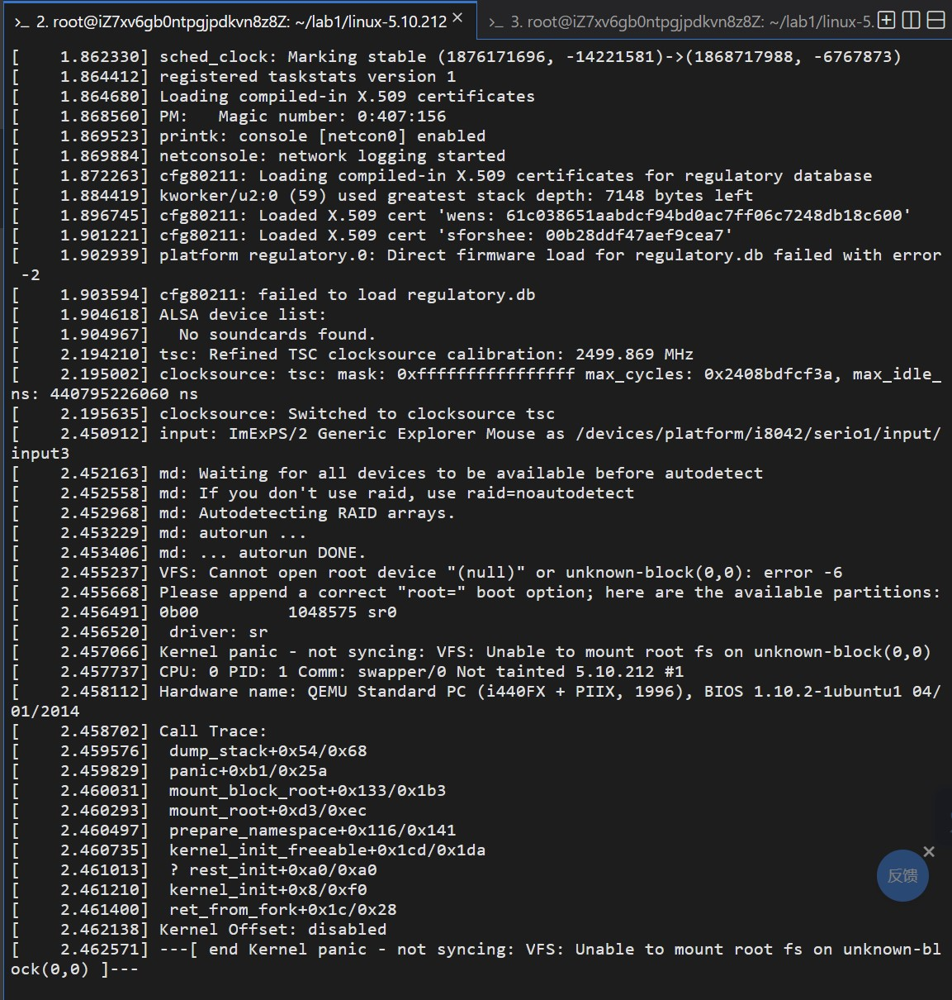 >_ 2. root@iZ7xv6gb0ntpgjpdkvn8z8Z: ~/lab1/linux-5.10.212 ×
>_ 3. root@iZ7xv6gb0ntpgjpdkvn8z8Z: ~/lab1/linux-5.
[    1.862330] sched_clock: Marking stable (1876171696, -14221581)->(1868717988, -6767873)
[    1.864412] registered taskstats version 1
[    1.864680] Loading compiled-in X.509 certificates
[    1.868560] PM:   Magic number: 0:407:156
[    1.869523] printk: console [netcon0] enabled
[    1.869884] netconsole: network logging started
[    1.872263] cfg80211: Loading compiled-in X.509 certificates for regulatory database
[    1.884419] kworker/u2:0 (59) used greatest stack depth: 7148 bytes left
[    1.896745] cfg80211: Loaded X.509 cert 'wens: 61c038651aabdcf94bd0ac7ff06c7248db18c600'
[    1.901221] cfg80211: Loaded X.509 cert 'sforshee: 00b28ddf47aef9cea7'
[    1.902939] platform regulatory.0: Direct firmware load for regulatory.db failed with error
 -2
[    1.903594] cfg80211: failed to load regulatory.db
[    1.904618] ALSA device list:
[    1.904967]   No soundcards found.
[    2.194210] tsc: Refined TSC clocksource calibration: 2499.869 MHz
[    2.195002] clocksource: tsc: mask: 0xffffffffffffffff max_cycles: 0x2408bdfcf3a, max_idle_
ns: 440795226060 ns
[    2.195635] clocksource: Switched to clocksource tsc
[    2.450912] input: ImExPS/2 Generic Explorer Mouse as /devices/platform/i8042/serio1/input/
input3
[    2.452163] md: Waiting for all devices to be available before autodetect
[    2.452558] md: If you don't use raid, use raid=noautodetect
[    2.452968] md: Autodetecting RAID arrays.
[    2.453229] md: autorun ...
[    2.453406] md: ... autorun DONE.
[    2.455237] VFS: Cannot open root device "(null)" or unknown-block(0,0): error -6
[    2.455668] Please append a correct "root=" boot option; here are the available partitions:
[    2.456491] 0b00         1048575 sr0
[    2.456520]  driver: sr
[    2.457066] Kernel panic - not syncing: VFS: Unable to mount root fs on unknown-block(0,0)
[    2.457737] CPU: 0 PID: 1 Comm: swapper/0 Not tainted 5.10.212 #1
[    2.458112] Hardware name: QEMU Standard PC (i440FX + PIIX, 1996), BIOS 1.10.2-1ubuntu1 04/
01/2014
[    2.458702] Call Trace:
[    2.459576]  dump_stack+0x54/0x68
[    2.459829]  panic+0xb1/0x25a
[    2.460031]  mount_block_root+0x133/0x1b3
[    2.460293]  mount_root+0xd3/0xec
[    2.460497]  prepare_namespace+0x116/0x141
[    2.460735]  kernel_init_freeable+0x1cd/0x1da
[    2.461013]  ? rest_init+0xa0/0xa0
[    2.461210]  kernel_init+0x8/0xf0
[    2.461400]  ret_from_fork+0x1c/0x28
[    2.462138] Kernel Offset: disabled
[    2.462571] ---[ end Kernel panic - not syncing: VFS: Unable to mount root fs on unknown-bl
ock(0,0) ]---
反馈